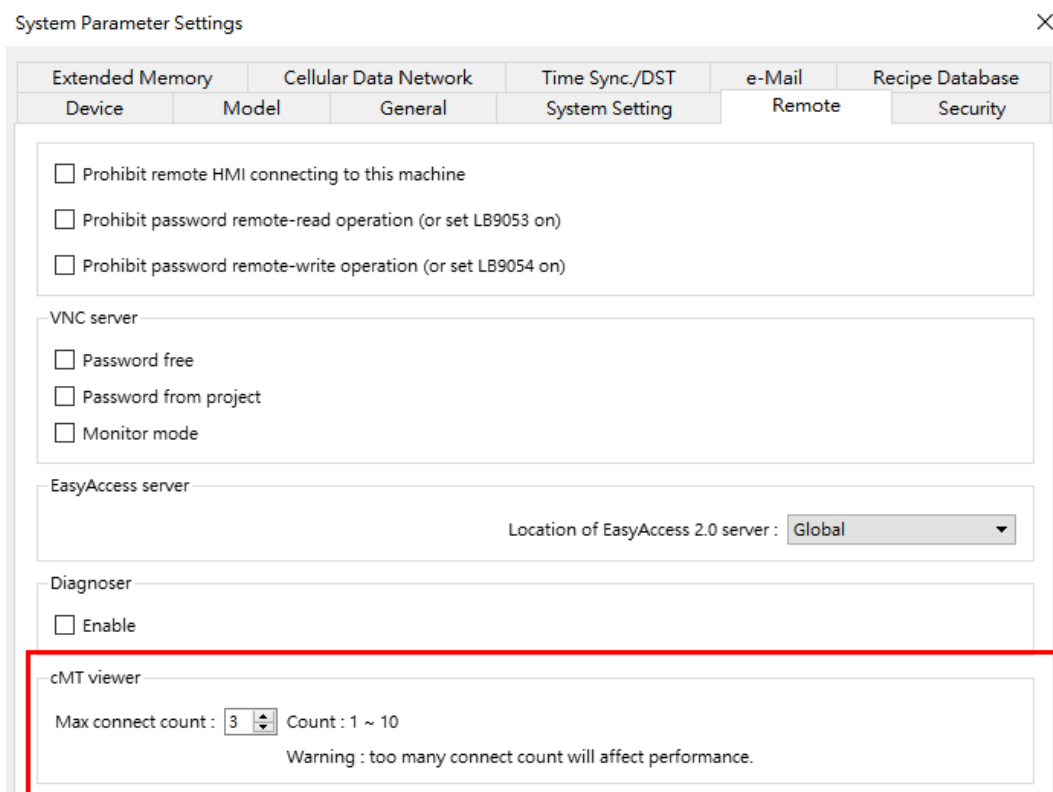 System Parameter Settings
Extended Memory Cellular Data Network Time Sync./DST e-Mail Recipe Database
Device Model General System Setting Remote Security
Prohibit remote HMI connecting to this machine
Prohibit password remote-read operation (or set LB9053 on)
Prohibit password remote-write operation (or set LB9054 on)
VNC server
Password free
Password from project
Monitor mode
EasyAccess server
Location of EasyAccess 2.0 server : Global
Diagnoser
Enable
cMT viewer
Max connect count : 3 Count : 1 ~ 10
Warning : too many connect count will affect performance.